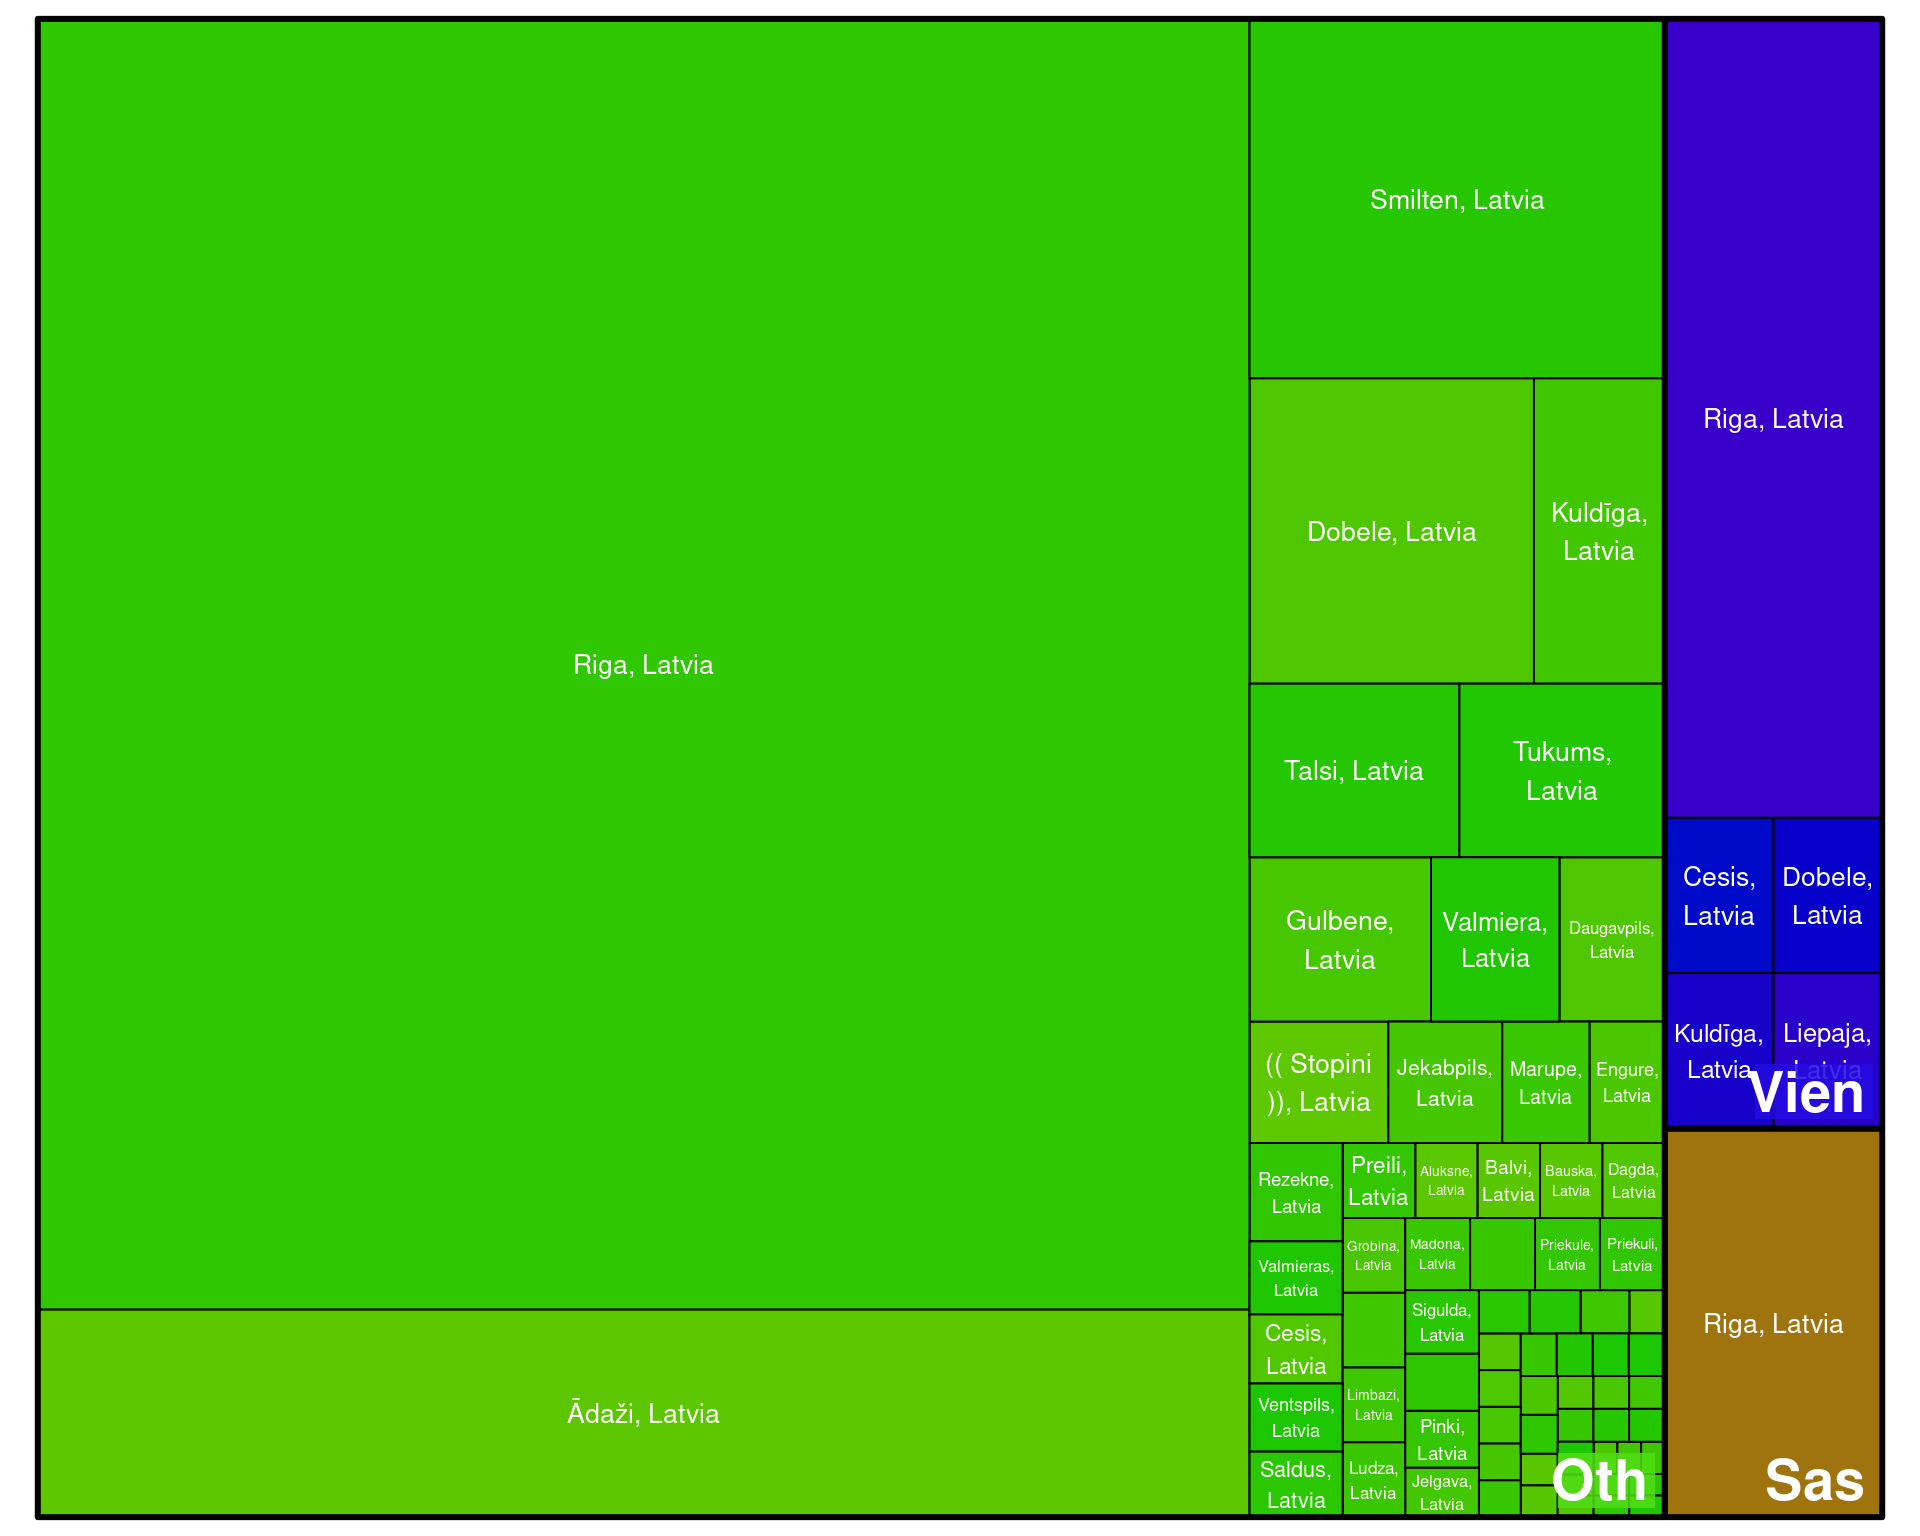 Riga, Latvia
Ādaži, Latvia
Smilten, Latvia
Dobele, Latvia
Kuldīga,
Latvia
Talsi, Latvia
Tukums,
Latvia
Gulbene,
Latvia
Valmiera,
Latvia
Daugavpils,
Latvia
(( Stopini
)), Latvia
Jekabpils,
Latvia
Marupe,
Latvia
Engure,
Latvia
Rezekne,
Latvia
Valmieras,
Latvia
Cesis,
Latvia
Ventspils,
Latvia
Saldus,
Latvia
Preili,
Latvia
Aluksne,
Latvia
Balvi,
Latvia
Bauska,
Latvia
Dagda,
Latvia
Grobina,
Latvia
Madona,
Latvia
Priekule,
Latvia
Priekuli,
Latvia
Limbazi,
Latvia
Ludza,
Latvia
Sigulda,
Latvia
Pinki,
Latvia
Jelgava,
Latvia
Oth
Riga, Latvia
Cesis,
Latvia
Dobele,
Latvia
Kuldīga,
Latvia
Liepaja,
Latvia
Vien
Riga, Latvia
Sas